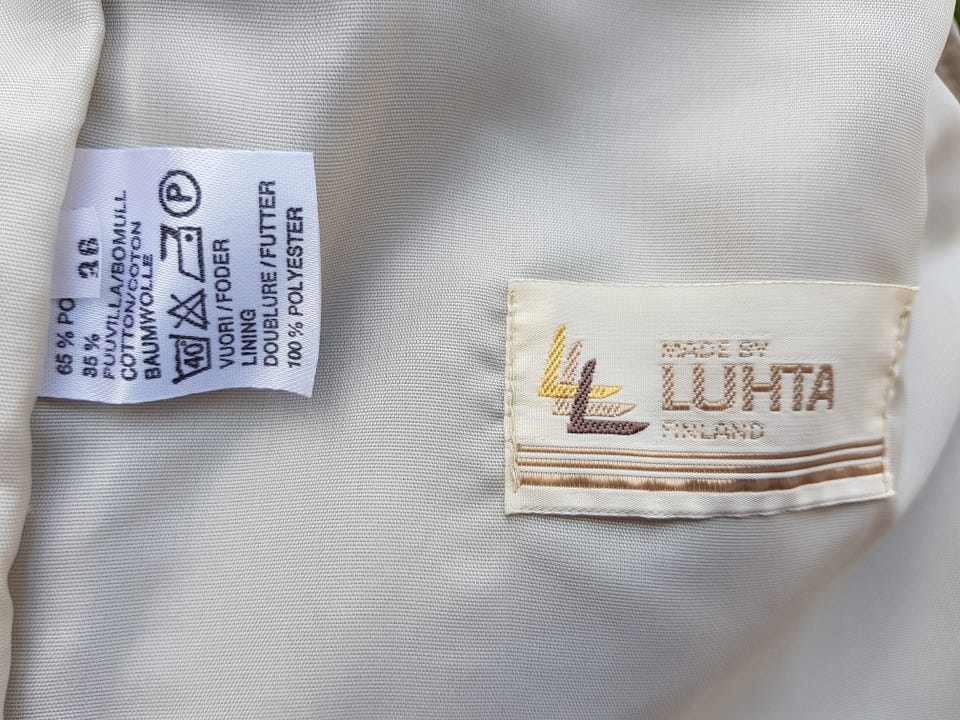 36
65 % PO
35 %
PUUVILLA/BOMULL
COTTON/COTON
BAUMWOLLE
40 P
VUORI/FODER
LINING
DOUBLURE/FUTTER
100 % POLYESTER
MADE BY
LUHTA
FINLAND